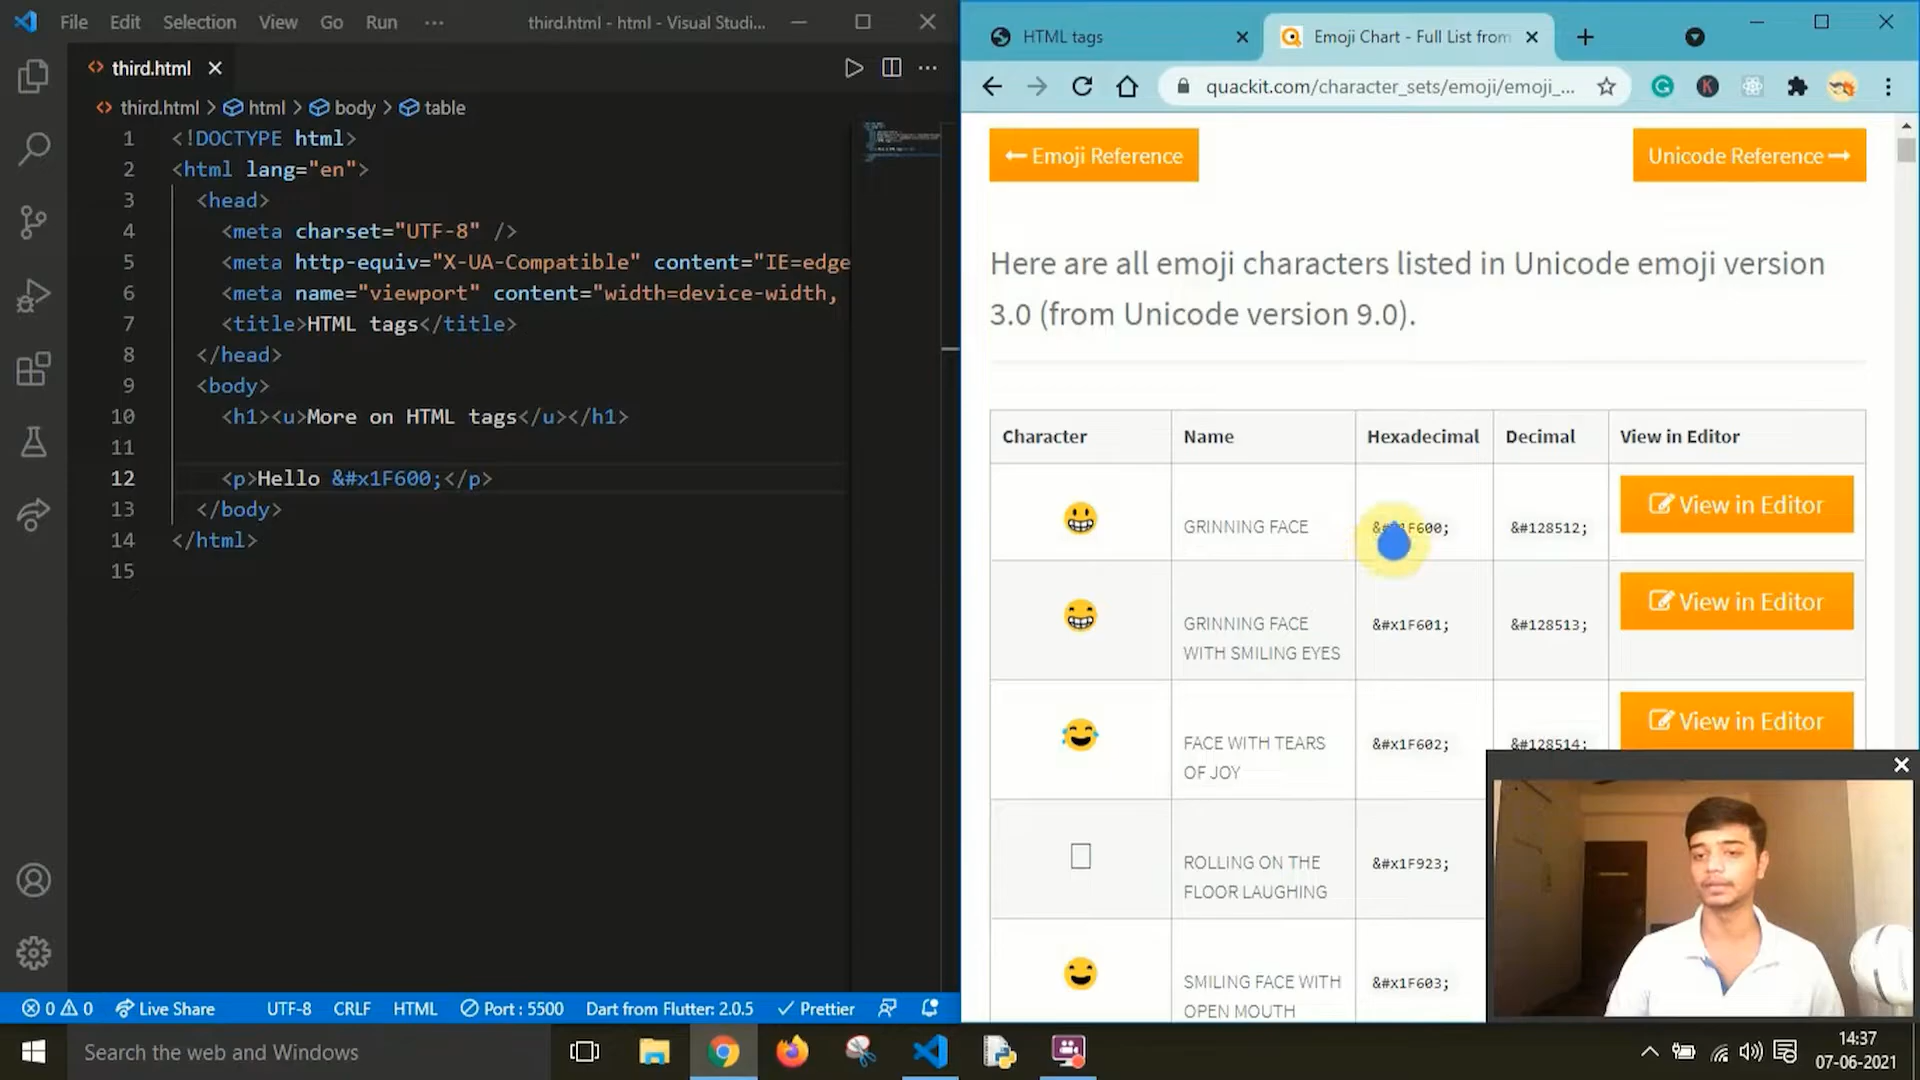 File Edit Selection View Go Run ··· third.html - html - Visual Studi...
third.html
third.html > html > body > table
1 <!DOCTYPE html>
2 <html lang="en">
3 <head>
4 <meta charset="UTF-8" />
5 <meta http-equiv="X-UA-Compatible" content="IE=edge
6 <meta name="viewport" content="width=device-width,
7 <title>HTML tags</title>
8 </head>
9 <body>
10 <h1><u>More on HTML tags</u></h1>
11
12 <p>Hello &#x1F600;</p>
13 </body>
14 </html>
15
0 0 Live Share UTF-8 CRLF HTML Port : 5500 Dart from Flutter: 2.0.5 Prettier
HTML tags
Emoji Chart - Full List from
quackit.com/character_sets/emoji/emoji_...
Emoji Reference
Unicode Reference
Here are all emoji characters listed in Unicode emoji version
3.0 (from Unicode version 9.0).
Character Name Hexadecimal Decimal View in Editor
GRINNING FACE &#128512; View in Editor
GRINNING FACE
WITH SMILING EYES
&#x1F601; &#128513; View in Editor
FACE WITH TEARS
OF JOY
&#x1F602; &#128514; View in Editor
ROLLING ON THE
FLOOR LAUGHING
&#x1F923;
SMILING FACE WITH
OPEN MOUTH
&#x1F603;
Search the web and Windows
14:37
07-06-2021